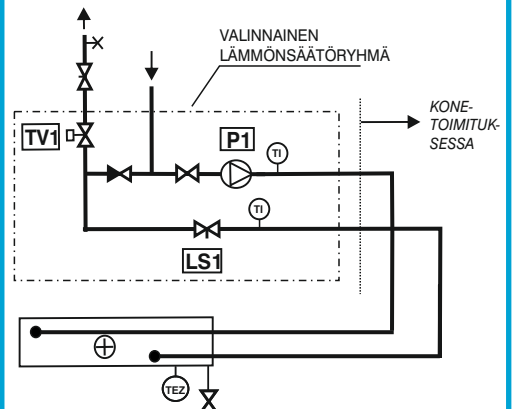 VALINNAINEN
LÄMMÖNSÄÄTÖRYHMÄ
KONE-
TOIMITUK-
SESSA
TV1
P1
TI
TI
LS1
TEZ